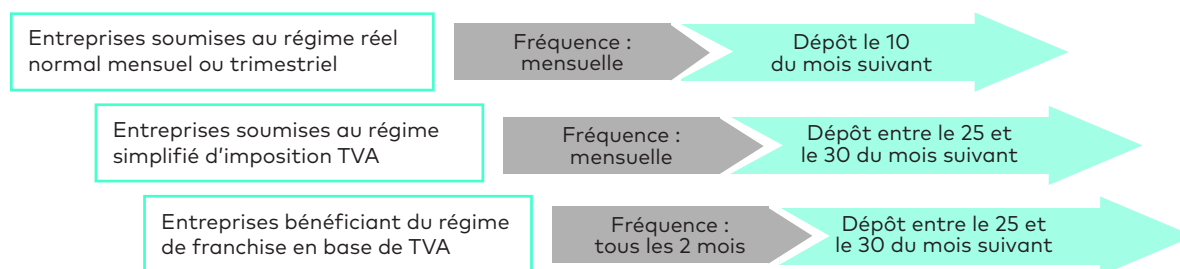 Entreprises soumises au régime réel
normal mensuel ou trimestriel
Fréquence :
mensuelle
Dépôt le 10
du mois suivant
Entreprises soumises au régime
simplifié d’imposition TVA
Fréquence :
mensuelle
Dépôt entre le 25 et
le 30 du mois suivant
Entreprises bénéficiant du régime
de franchise en base de TVA
Fréquence :
tous les 2 mois
Dépôt entre le 25 et
le 30 du mois suivant